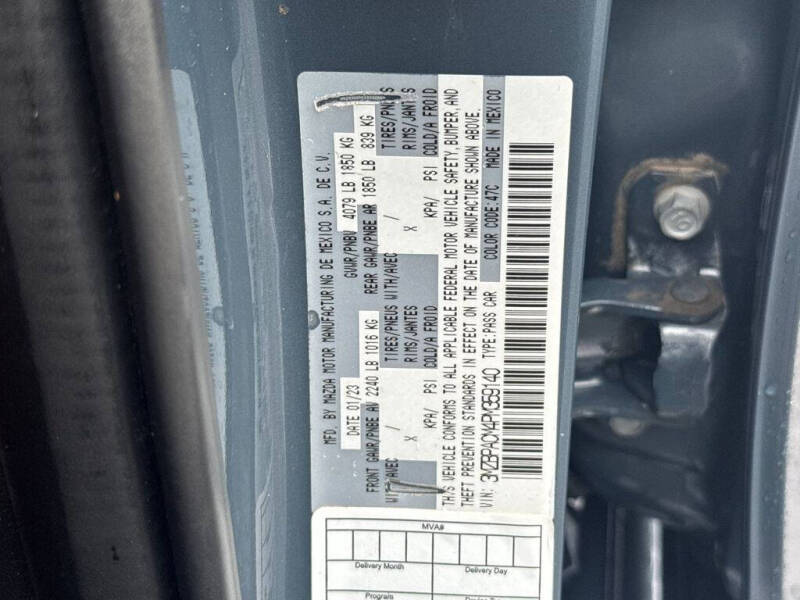 MFD. BY MAZDA MOTOR MANUFACTURING DE MEXICO S.A. DE C.V.
DATE 01/23 GVWR/PNBV 4079 LB 1850 KG
FRONT GAWR/PNBE AV 2240 LB 1016 KG REAR GAWR/PNBE AR 1850 LB 839 KG
WITH/AVEC TIRES/PNEUS WITH/AVEC TIRES/PNEUS
X / RIMS/JANTES X / RIMS/JANTES
KPA/ PSI COLD/A FROID KPA/ PSI COLD/A FROID
THIS VEHICLE CONFORMS TO ALL APPLICABLE FEDERAL MOTOR VEHICLE SAFETY, BUMPER, AND
THEFT PREVENTION STANDARDS IN EFFECT ON THE DATE OF MANUFACTURE SHOWN ABOVE.
VIN: 3MZBPACM4PM359140 TYPE:PASS CAR COLOR CODE:47C MADE IN MEXICO
MVA#
Delivery Month Delivery Day
Program